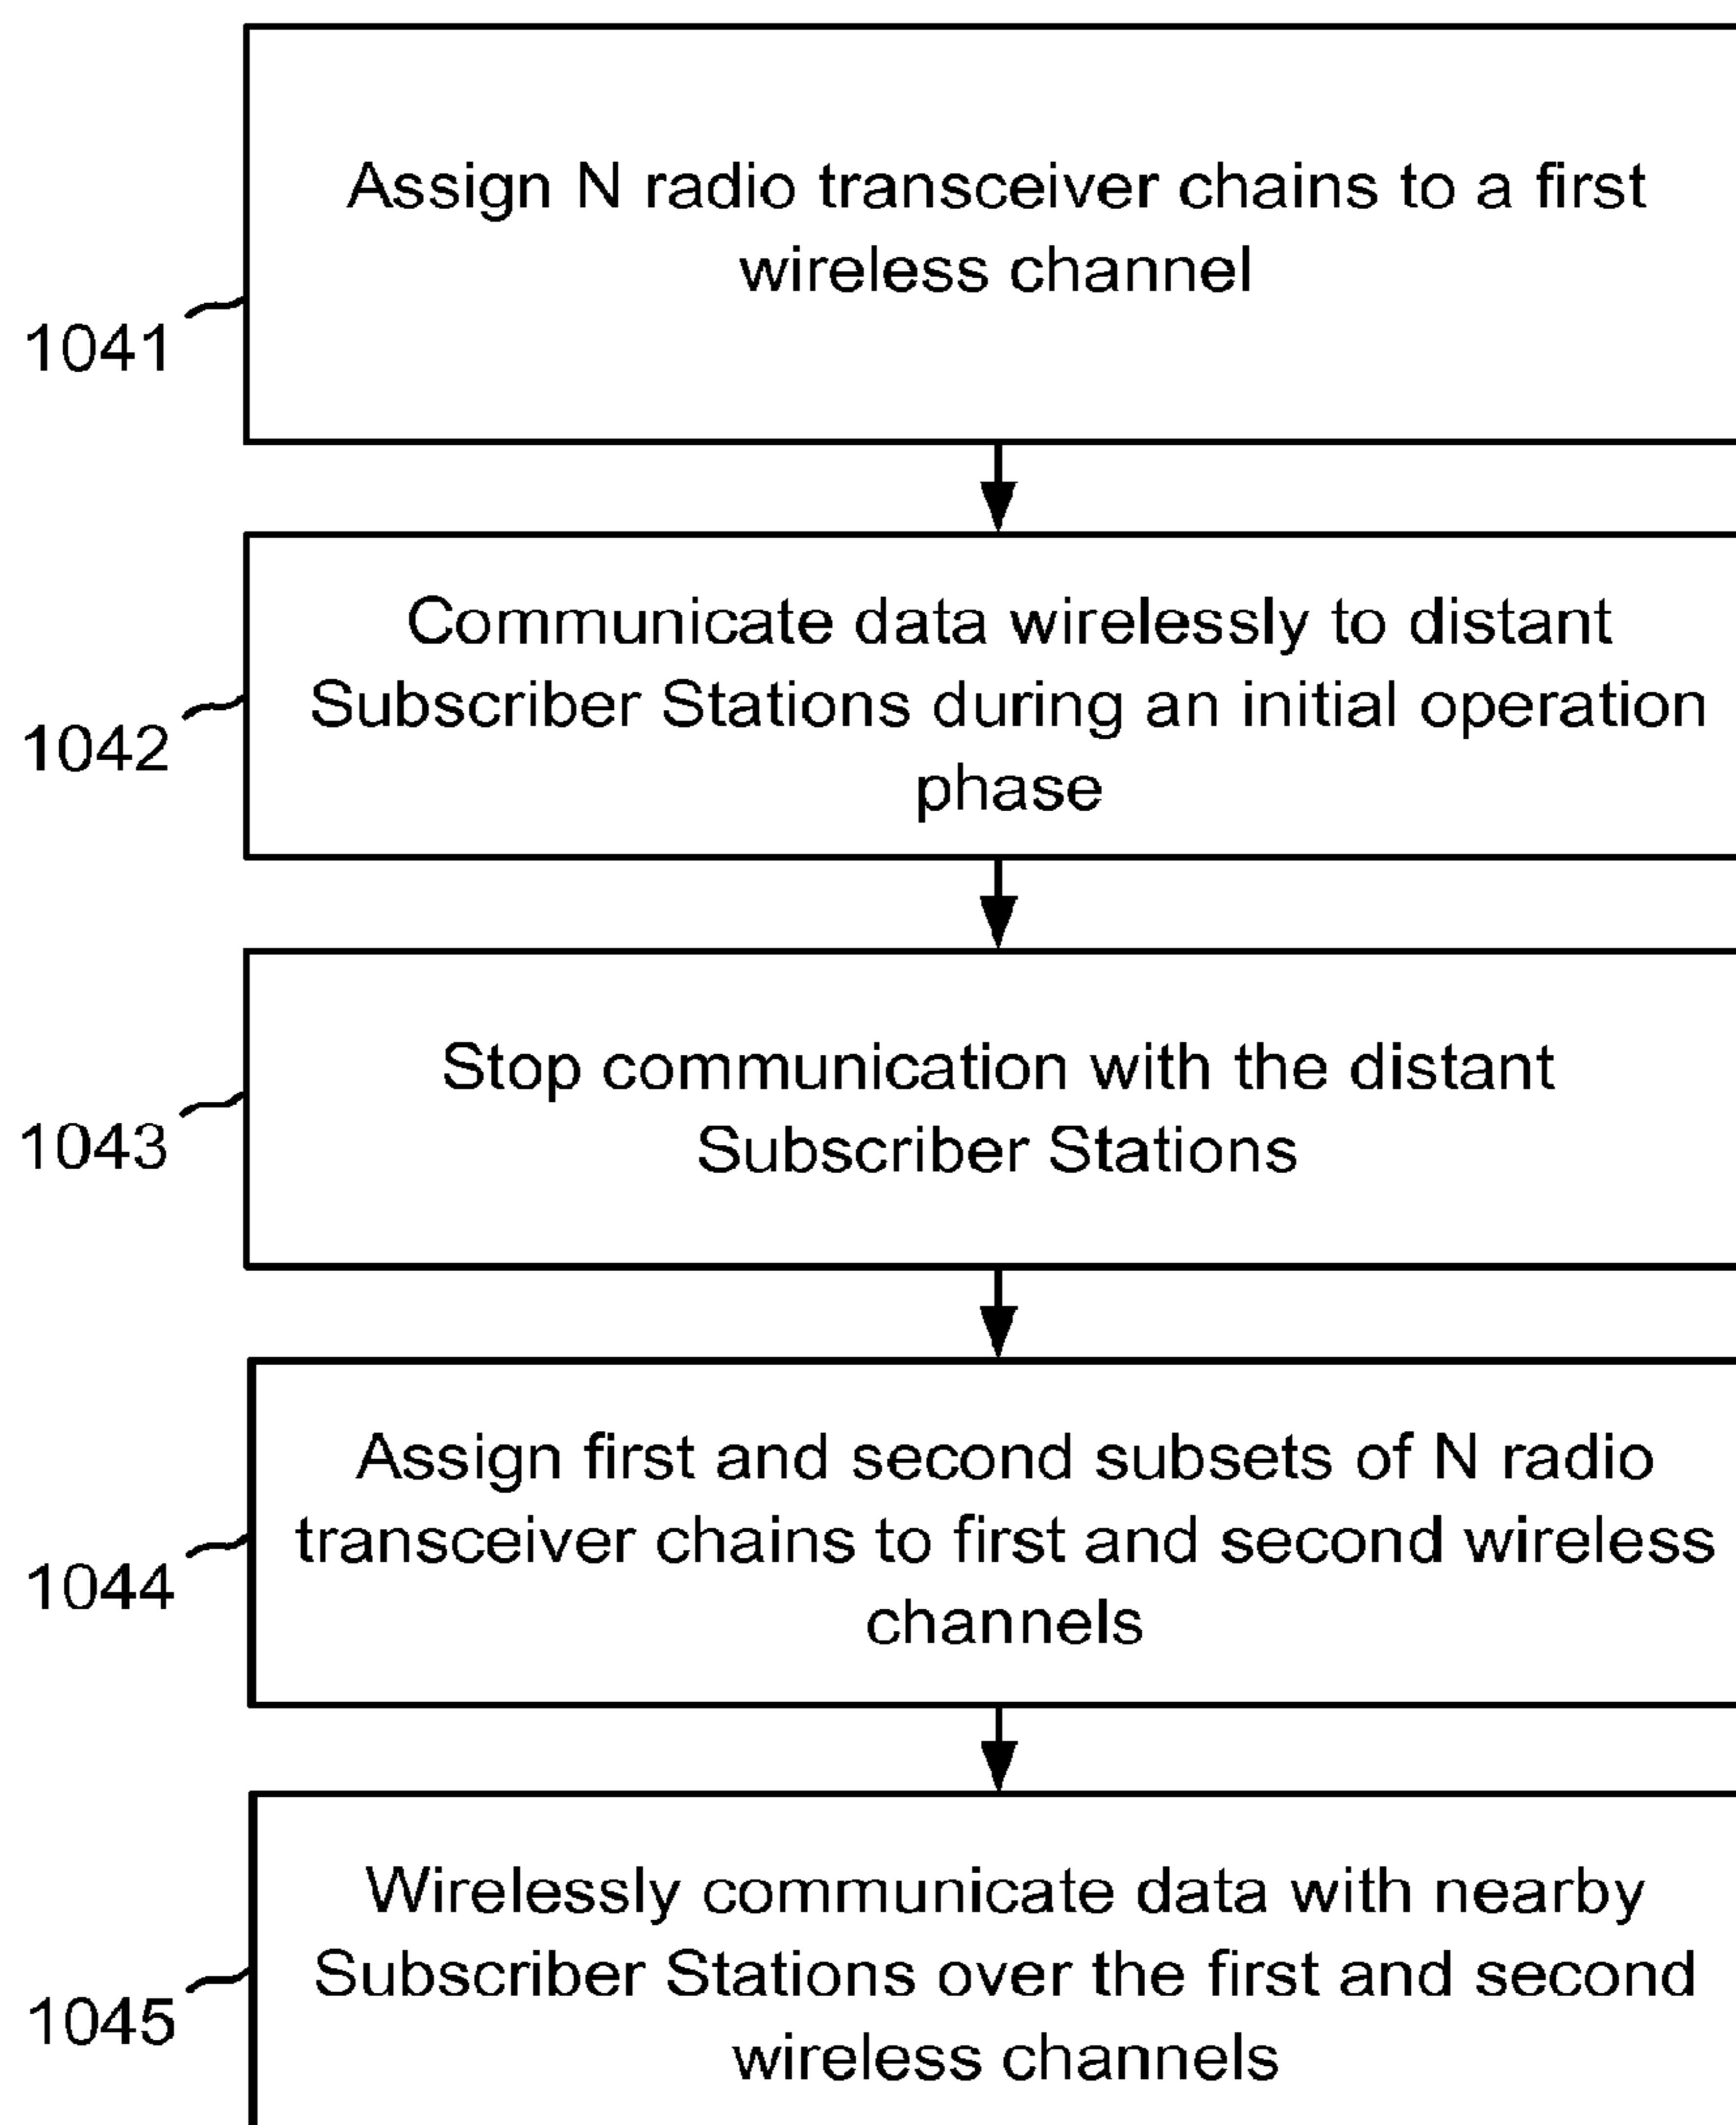 Assign N radio transceiver chains to a first
wireless channel
1041
Communicate data wirelessly to distant
Subscriber Stations during an initial operation
phase
1042
Stop communication with the distant
Subscriber Stations
1043
Assign first and second subsets of N radio
transceiver chains to first and second wireless
channels
1044
Wirelessly communicate data with nearby
Subscriber Stations over the first and second
wireless channels
1045